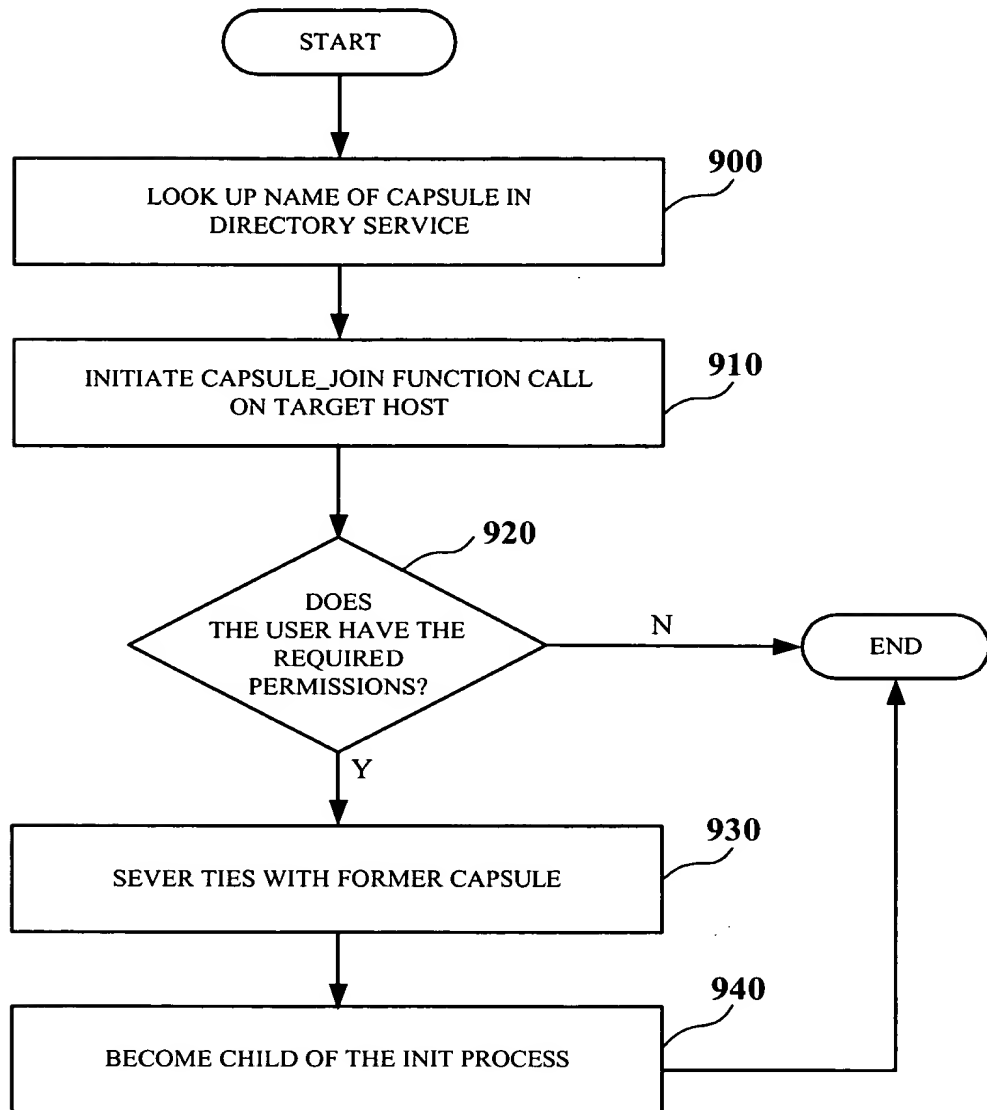 START
900
LOOK UP NAME OF CAPSULE IN
DIRECTORY SERVICE
910
INITIATE CAPSULE_JOIN FUNCTION CALL
ON TARGET HOST
920
DOES
THE USER HAVE THE
REQUIRED
PERMISSIONS?
N
END
Y
930
SEVER TIES WITH FORMER CAPSULE
940
BECOME CHILD OF THE INIT PROCESS